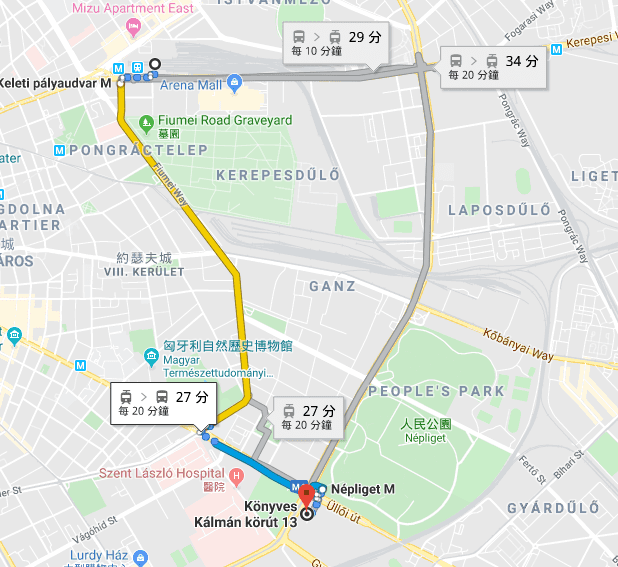 ISTVÁNMEZŐ
Mizu Apartment East
Fogarasi Way
29 分
每 10 分鐘
34 分
每 20 分鐘
Kerepesi
M
Keleti pályaudvar M
Arena Mall
Pongrác Way
Fiumei Road Graveyard
墓園
M
PONGRÁCTELEP
KEREPESDŰLŐ
LIGET
Fiumei Way
GDOLNA
ARTIER
城
ÁROS
LAPOSDŰLŐ
Pongrác Way
約瑟夫城
VIII. KERÜLET
GANZ
Kőbányai Way
匈牙利自然歷史博物館
Magyar
Természettudományi...
M
27 分
每 20 分鐘
27 分
每 20 分鐘
PEOPLE'S PARK
人民公園
Népliget
Szent László Hospital
醫院
Fertő St
Bihari St
M
Népliget M
Könyves
Kálmán körút 13
Üllői út
GYÁRDŰLŐ
Vágóhíd St
Lurdy Ház